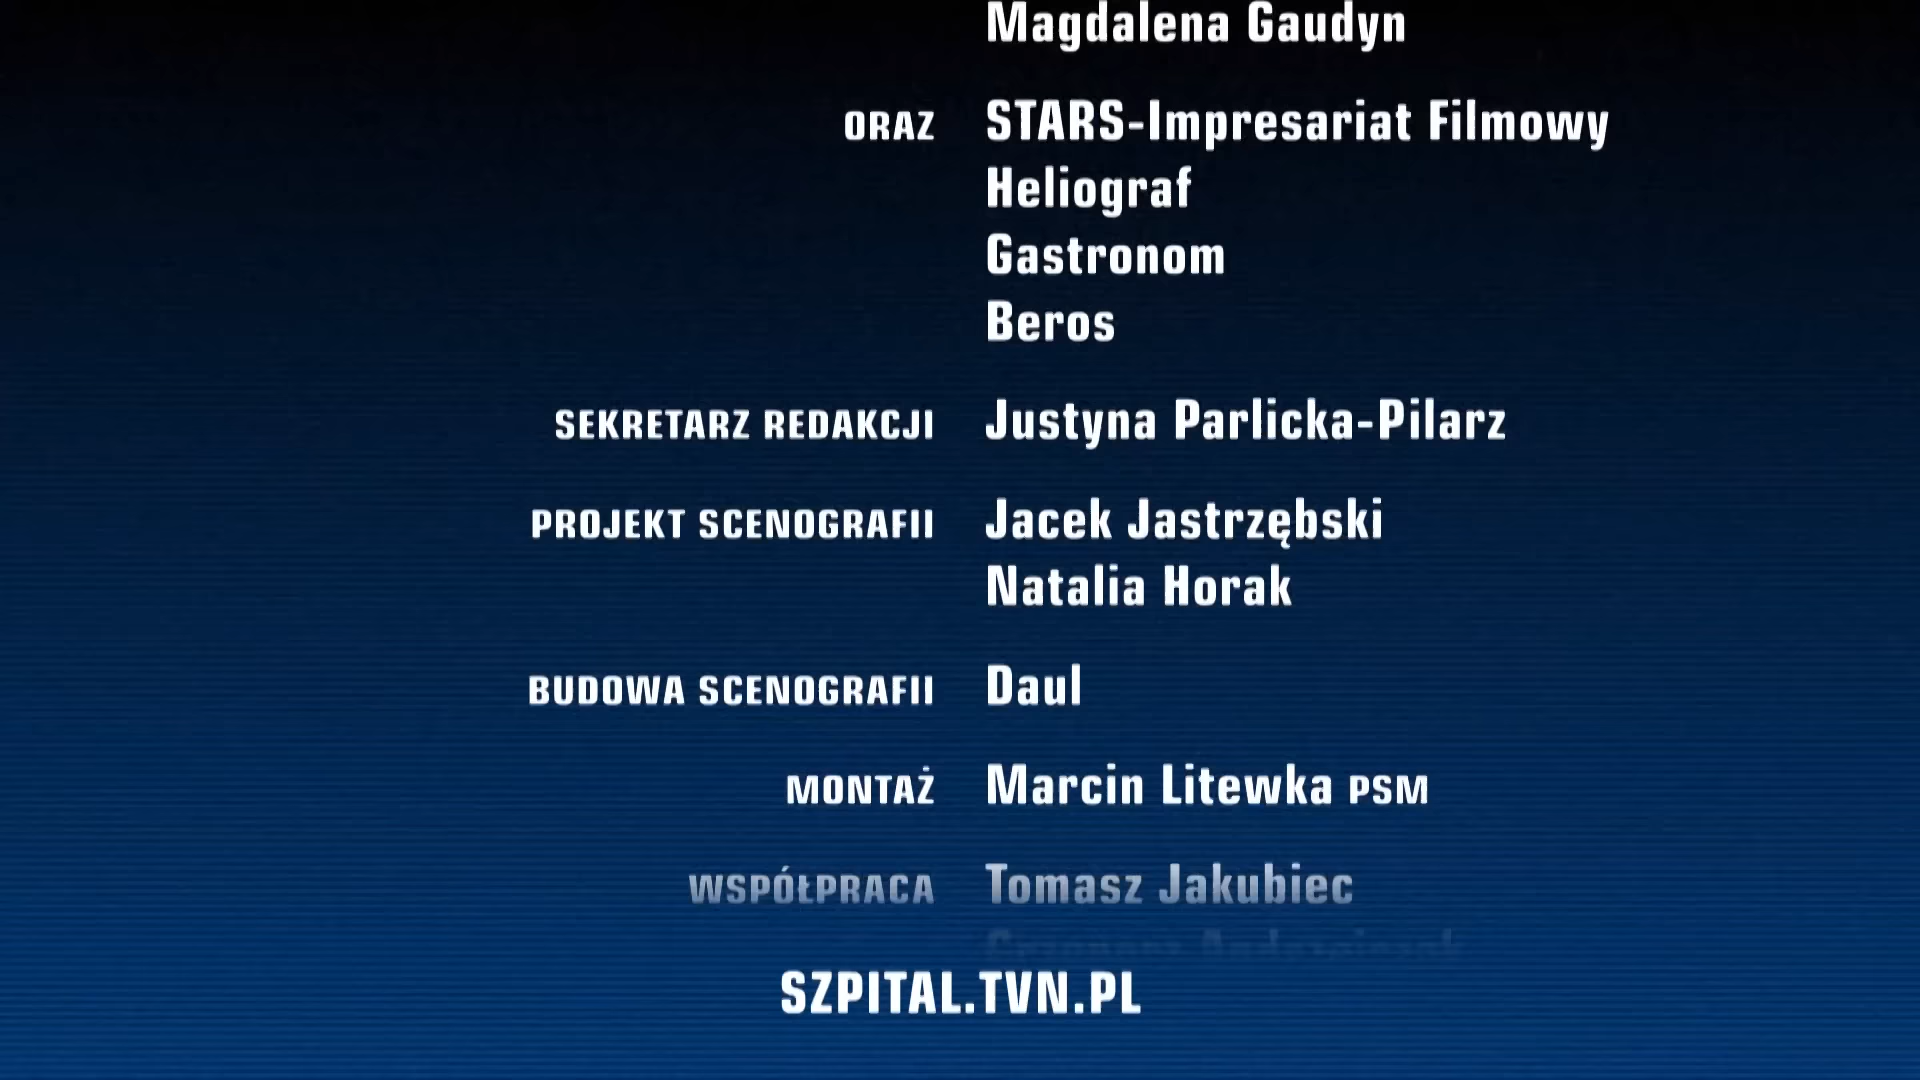 Magdalena Gaudyn
ORAZ STARS-Impresariat Filmowy
Heliograf
Gastronom
Beros
SEKRETARZ REDAKCJI Justyna Parlicka-Pilarz
PROJEKT SCENOGRAFII Jacek Jastrzębski
Natalia Horak
BUDOWA SCENOGRAFII Daul
MONTAŻ Marcin Litewka PSM
WSPÓŁPRACA Tomasz Jakubiec
SZPITAL.TVN.PL